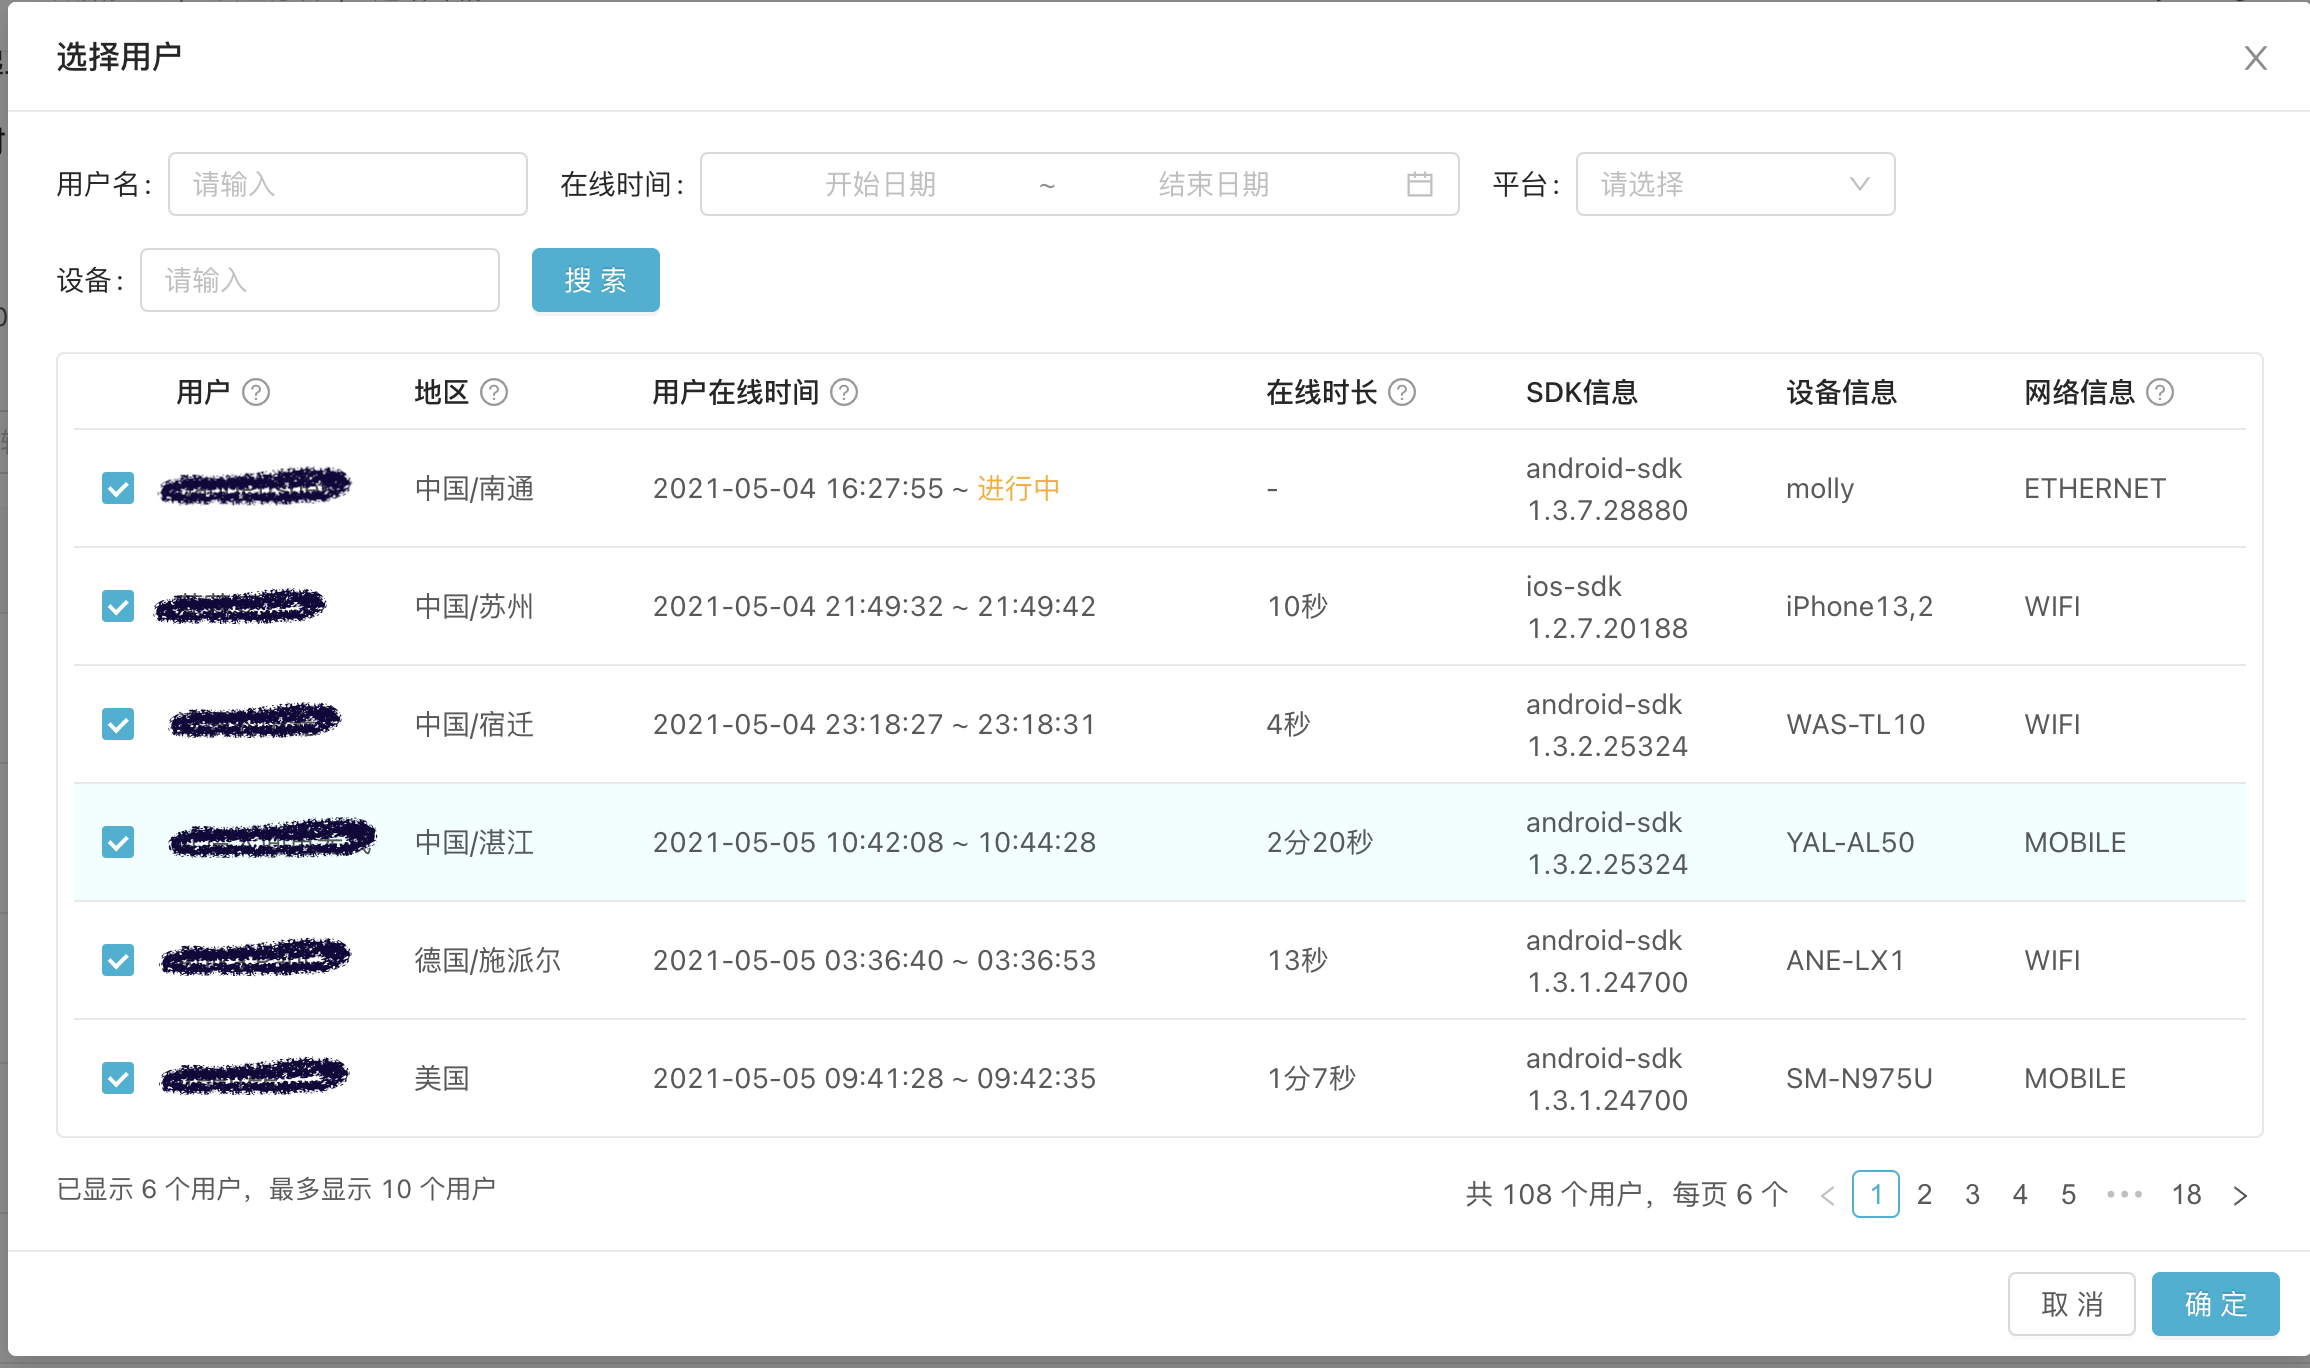 选择用户
用户名： 请输入 在线时间： 开始日期 ~ 结束日期 平台： 请选择
设备： 请输入 搜 索
用户 地区 用户在线时间 在线时长 SDK信息 设备信息 网络信息
中国/南通 2021-05-04 16:27:55 ~ 进行中 - android-sdk 1.3.7.28880 molly ETHERNET
中国/苏州 2021-05-04 21:49:32 ~ 21:49:42 10秒 ios-sdk 1.2.7.20188 iPhone13,2 WIFI
中国/宿迁 2021-05-04 23:18:27 ~ 23:18:31 4秒 android-sdk 1.3.2.25324 WAS-TL10 WIFI
中国/湛江 2021-05-05 10:42:08 ~ 10:44:28 2分20秒 android-sdk 1.3.2.25324 YAL-AL50 MOBILE
德国/施派尔 2021-05-05 03:36:40 ~ 03:36:53 13秒 android-sdk 1.3.1.24700 ANE-LX1 WIFI
美国 2021-05-05 09:41:28 ~ 09:42:35 1分7秒 android-sdk 1.3.1.24700 SM-N975U MOBILE
已显示 6 个用户，最多显示 10 个用户
共 108 个用户，每页 6 个 < 1 2 3 4 5 ••• 18 >
取 消 确 定